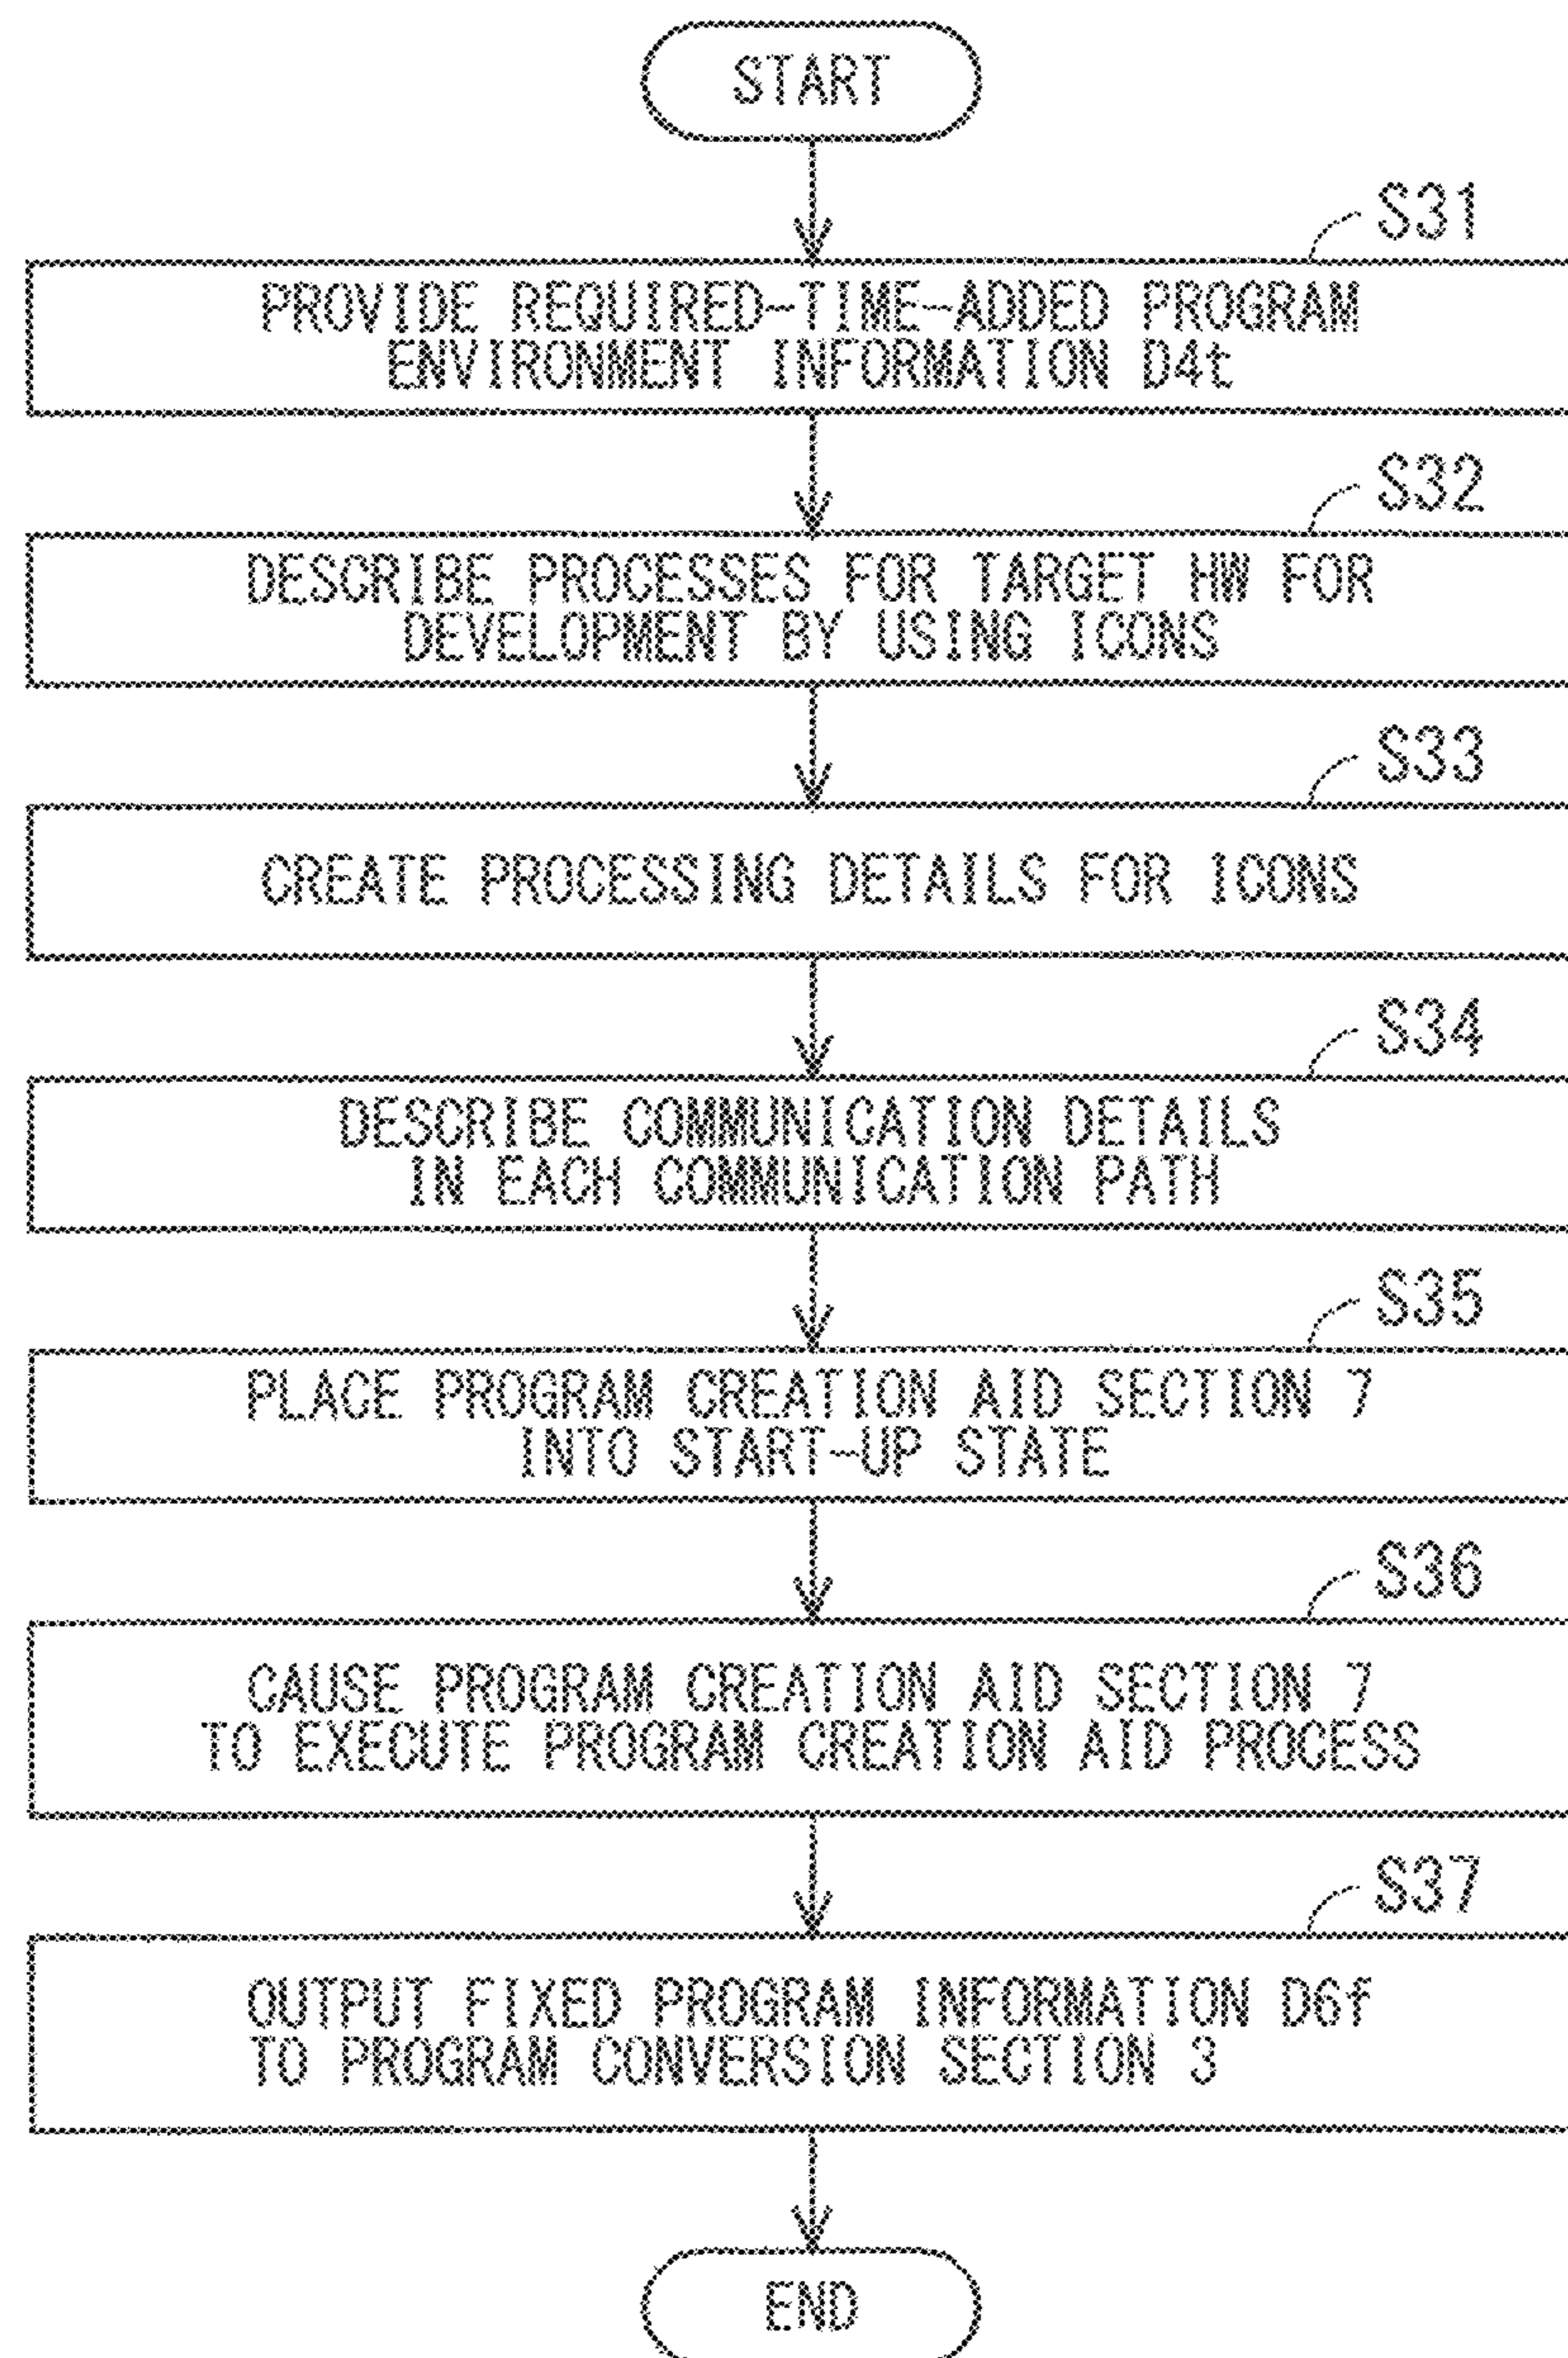 START
S31
PROVIDE REQUIRED-TIME-ADDED PROGRAM
ENVIRONMENT INFORMATION D4t
S32
DESCRIBE PROCESSES FOR TARGET HW FOR
DEVELOPMENT BY USING ICONS
S33
CREATE PROCESSING DETAILS FOR ICONS
S34
DESCRIBE COMMUNICATION DETAILS
IN EACH COMMUNICATION PATH
S35
PLACE PROGRAM CREATION AID SECTION 7
INTO START-UP STATE
S36
CAUSE PROGRAM CREATION AID SECTION 7
TO EXECUTE PROGRAM CREATION AID PROCESS
S37
OUTPUT FIXED PROGRAM INFORMATION D6f
TO PROGRAM CONVERSION SECTION 3
END